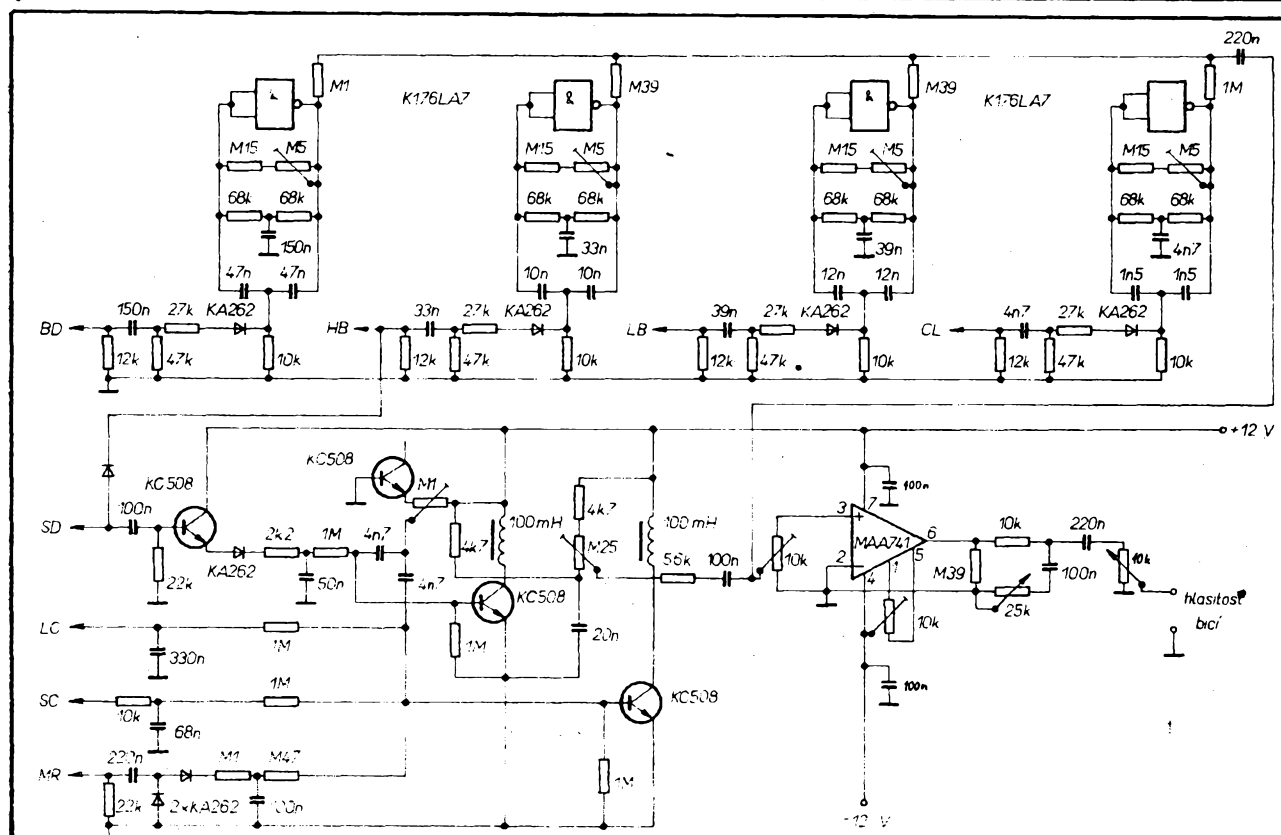 220n
M1
M39
M39
1M
&
K176LA7
&
&
K176LA7
&
M15 M5
M15 M5
M15 M5
M15 M5
68k 68k
68k 68k
68k 68k
68k 68k
150n
33n
39n
4n7
47n 47n
10n 10n
12n 12n
1n5 1n5
BD 150n 27k KA262
HB 33n 27k KA262
LB 39n 27k KA262
CL 4n7 27k KA262
12k 47k 10k
12k 47k 10k
12k 47k 10k
12k 47k 10k
+12 V
KC508
KC508
M1
100n
4k7
100mH
4k7
M25
100mH
SD 100n
22k
KA262
2k2
1M
50n
4n7
4n7
KC508
1M
20n
56k
100n
10k
3
2
7
MAA741
6
4
1
5
10k
M39
10k
220n
100n
25k
10k
hlasitost
bicí
100n
LC
330n
1M
SC
10k
68n
1M
KC508
1M
MR
220n
22k
2xKA262
M1
M47
100n
-12 V